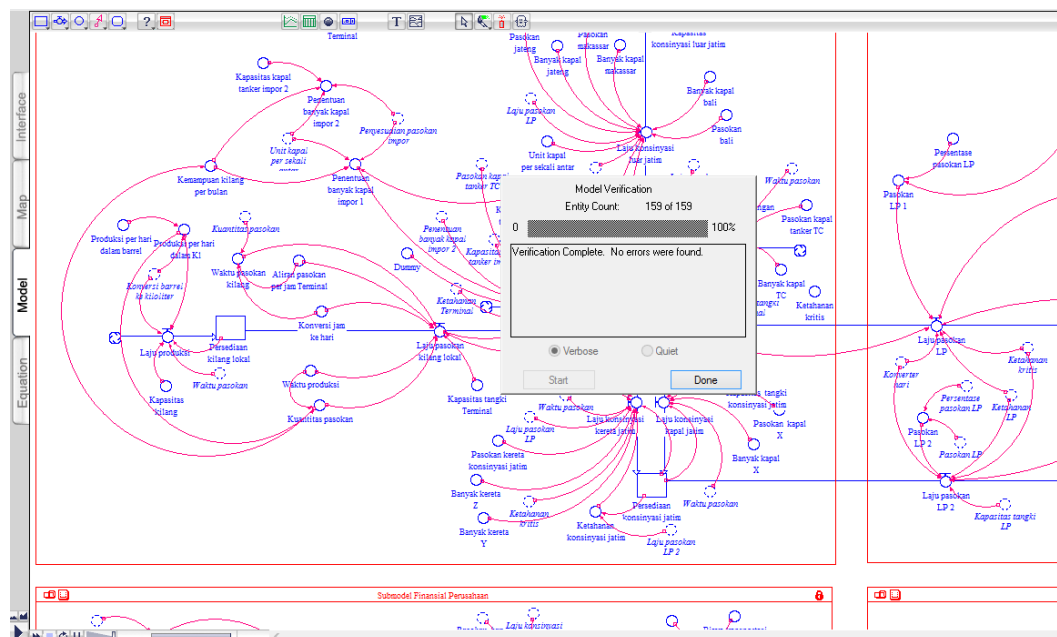 Interface
Map
Model
Equation
?
T
Terminal
Kapasitas kapal
tanker impor 2
Penentuan
banyak kapal
impor 2
Penyesuaian pasokan
impor
Unit kapal
per sekali
Kemampuan kilang
per bulan
Penentuan
banyak kapal
impor 1
Produksi per hari
dalam barrel
Produksi per hari
dalam Kl
Konversi barrel
ke kiloliter
Kuantitas pasokan
Waktu pasokan
kilang
Aliran pasokan
per jam Terminal
Konversi jam
ke hari
Laju produksi
Persediaan
kilang lokal
Waktu pasokan
Kapasitas
kilang
Waktu produksi
Kuantitas pasokan
Laju pasokan
kilang lokal
Dummy
Penentuan
banyak kapal
impor 2
Ketahanan
Terminal
Kapasitas tangki
Terminal
Pasokan
jateng
Banyak kapal
jateng
Pasokan
makassar
Banyak kapal
makassar
Kapasitas
konsinyasi luar jatim
Laju pasokan
LP
Banyak kapal
bali
Pasokan
bali
Unit kapal
per sekali antar
Laju konsinyasi
luar jatim
tanker TC
Waktu pasokan
Pasokan kapal
tanker TC
Banyak kapal
TC
Ketahanan
kritis
Model Verification
Entity Count: 159 of 159
0
100%
Verification Complete. No errors were found.
Verbose
Quiet
Start
Done
Waktu pasokan
Laju pasokan
LP
Laju konsinyasi
kereta jatim
Laju konsinyasi
kapal jatim
tangki
konsinyasi jatim
Pasokan kapal
X
Banyak kapal
X
Pasokan kereta
konsinyasi jatim
Banyak kereta
Z
Ketahanan
kritis
Banyak kereta
Y
Persediaan
konsinyasi jatim
Waktu pasokan
Ketahanan
konsinyasi jatim
Laju pasokan
LP 2
Persentase
pasokan LP
Pasokan
LP 1
Laju pasokan
LP
Konverter
hari
Ketahanan
kritis
Persentase
pasokan LP
Ketahanan
LP
Pasokan
LP 2
Pasokan LP
Laju pasokan
LP 2
Kapasitas tangki
LP
Submodel Finansial Perusahaan
Laju konsinyasi